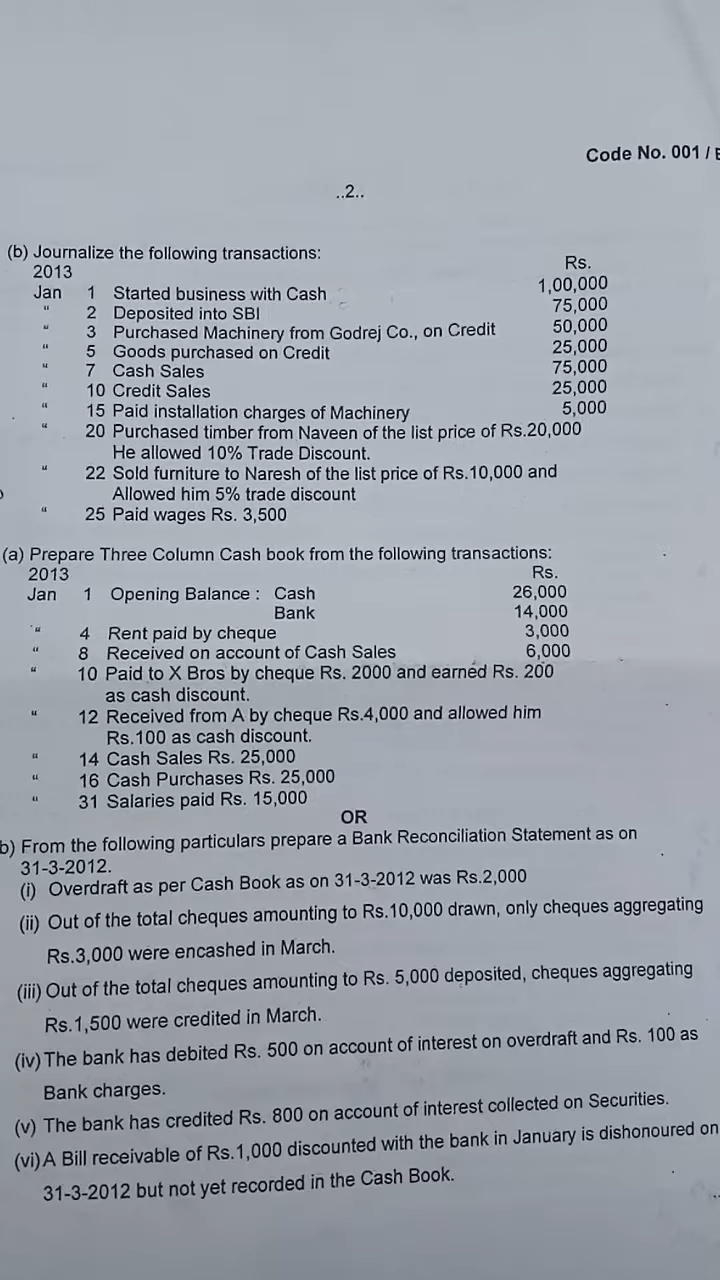 Code No. 001 /
..2..
(b) Journalize the following transactions:
2013 Rs.
Jan 1 Started business with Cash 1,00,000
" 2 Deposited into SBI 75,000
" 3 Purchased Machinery from Godrej Co., on Credit 50,000
" 5 Goods purchased on Credit 25,000
" 7 Cash Sales 75,000
" 10 Credit Sales 25,000
" 15 Paid installation charges of Machinery 5,000
" 20 Purchased timber from Naveen of the list price of Rs.20,000
He allowed 10% Trade Discount.
" 22 Sold furniture to Naresh of the list price of Rs.10,000 and
Allowed him 5% trade discount
" 25 Paid wages Rs. 3,500
(a) Prepare Three Column Cash book from the following transactions:
2013 Rs.
Jan 1 Opening Balance : Cash 26,000
Bank 14,000
" 4 Rent paid by cheque 3,000
" 8 Received on account of Cash Sales 6,000
" 10 Paid to X Bros by cheque Rs. 2000 and earned Rs. 200
as cash discount.
" 12 Received from A by cheque Rs.4,000 and allowed him
Rs.100 as cash discount.
" 14 Cash Sales Rs. 25,000
" 16 Cash Purchases Rs. 25,000
" 31 Salaries paid Rs. 15,000
OR
b) From the following particulars prepare a Bank Reconciliation Statement as on
31-3-2012.
(i) Overdraft as per Cash Book as on 31-3-2012 was Rs.2,000
(ii) Out of the total cheques amounting to Rs.10,000 drawn, only cheques aggregating
Rs.3,000 were encashed in March.
(iii) Out of the total cheques amounting to Rs. 5,000 deposited, cheques aggregating
Rs.1,500 were credited in March.
(iv) The bank has debited Rs. 500 on account of interest on overdraft and Rs. 100 as
Bank charges.
(v) The bank has credited Rs. 800 on account of interest collected on Securities.
(vi) A Bill receivable of Rs.1,000 discounted with the bank in January is dishonoured on
31-3-2012 but not yet recorded in the Cash Book.